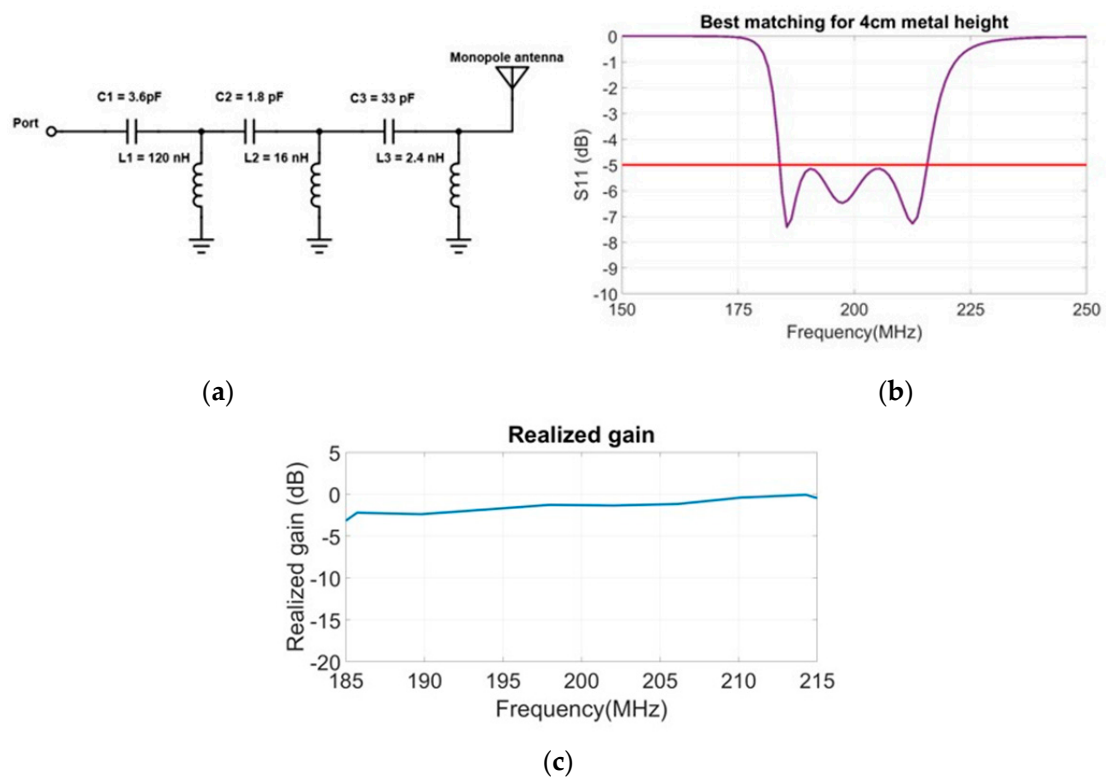 Monopole antenna
C1 = 3.6pF
C2 = 1.8 pF
C3 = 33 pF
Port
L1 = 120 nH
L2 = 16 nH
L3 = 2.4 nH
(a)
Best matching for 4cm metal height
S11 (dB)
0
-1
-2
-3
-4
-5
-6
-7
-8
-9
-10
150
175
200
225
250
Frequency(MHz)
(b)
Realized gain
Realized gain (dB)
5
0
-5
-10
-15
-20
185
190
195
200
205
210
215
Frequency(MHz)
(c)